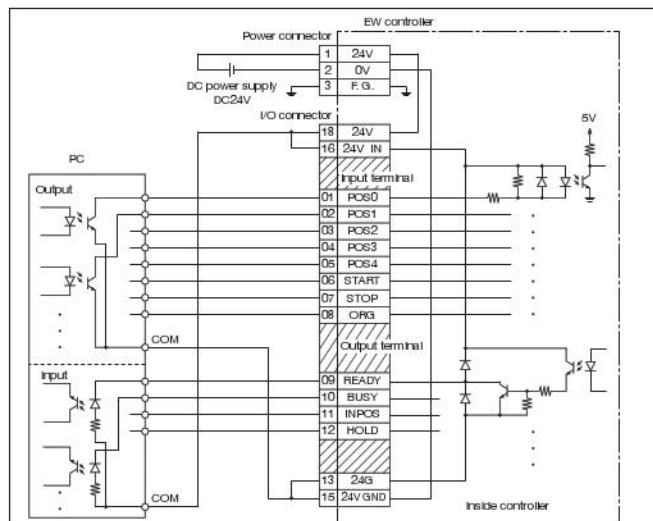 EW controller
Power connector
1 24V
2 0V
3 F.G.
DC power supply
DC24V
I/O connector
18 24V
16 24V IN
5V
PC
Input terminal
Output
01 POS0
02 POS1
03 POS2
04 POS3
05 POS4
06 START
07 STOP
08 ORG
COM
Output terminal
Input
09 READY
10 BUSY
11 INPOS
12 HOLD
13 24G
COM
15 24V GND
Inside controller